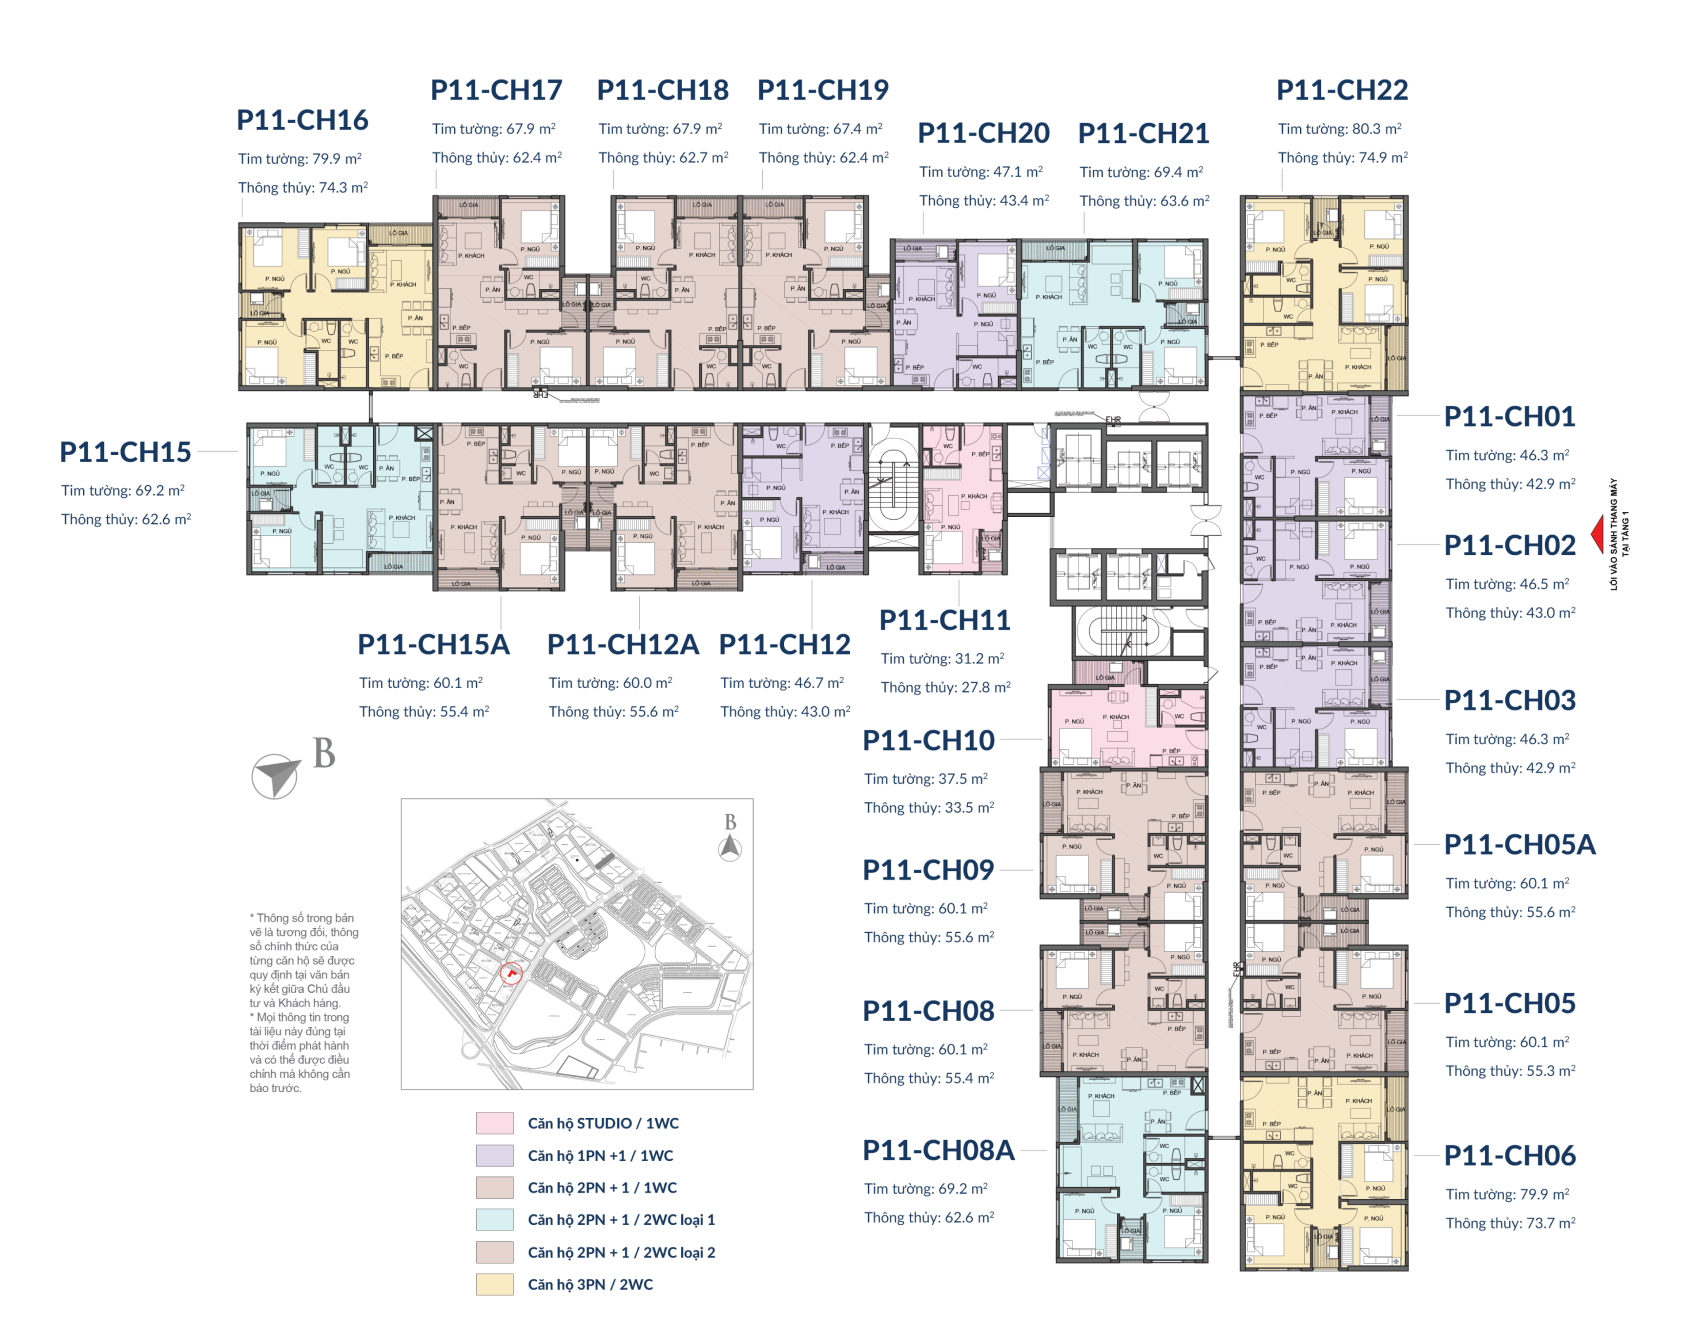 P11-CH16
Tim tường: 79.9 m²
Thông thủy: 74.3 m²
P11-CH17
Tim tường: 67.9 m²
Thông thủy: 62.4 m²
P11-CH18
Tim tường: 67.9 m²
Thông thủy: 62.7 m²
P11-CH19
Tim tường: 67.4 m²
Thông thủy: 62.4 m²
P11-CH20
Tim tường: 47.1 m²
Thông thủy: 43.4 m²
P11-CH21
Tim tường: 69.4 m²
Thông thủy: 63.6 m²
P11-CH22
Tim tường: 80.3 m²
Thông thủy: 74.9 m²
P11-CH01
Tim tường: 46.3 m²
Thông thủy: 42.9 m²
P11-CH02
Tim tường: 46.5 m²
Thông thủy: 43.0 m²
LỐI VÀO SẢNH THANG MÁY
TẠI TẦNG 1
P11-CH03
Tim tường: 46.3 m²
Thông thủy: 42.9 m²
P11-CH05A
Tim tường: 60.1 m²
Thông thủy: 55.6 m²
P11-CH05
Tim tường: 60.1 m²
Thông thủy: 55.3 m²
P11-CH06
Tim tường: 79.9 m²
Thông thủy: 73.7 m²
P11-CH15
Tim tường: 69.2 m²
Thông thủy: 62.6 m²
P11-CH15A
Tim tường: 60.1 m²
Thông thủy: 55.4 m²
P11-CH12A
Tim tường: 60.0 m²
Thông thủy: 55.6 m²
P11-CH12
Tim tường: 46.7 m²
Thông thủy: 43.0 m²
P11-CH11
Tim tường: 31.2 m²
Thông thủy: 27.8 m²
P11-CH10
Tim tường: 37.5 m²
Thông thủy: 33.5 m²
P11-CH09
Tim tường: 60.1 m²
Thông thủy: 55.6 m²
P11-CH08
Tim tường: 60.1 m²
Thông thủy: 55.4 m²
P11-CH08A
Tim tường: 69.2 m²
Thông thủy: 62.6 m²
P. NGỦ
P. KHÁCH
P. BẾP
P. ĂN
LÔ GIA
WC
EHR
B
B
* Thông số trong bản
vẽ là tương đối, thông
số chính thức của
từng căn hộ sẽ được
quy định tại văn bản
ký kết giữa Chủ đầu
tư và Khách hàng.
* Mọi thông tin trong
tài liệu này đúng tại
thời điểm phát hành
và có thể được điều
chỉnh mà không cần
báo trước.
Căn hộ STUDIO / 1WC
Căn hộ 1PN +1 / 1WC
Căn hộ 2PN + 1 / 1WC
Căn hộ 2PN + 1 / 2WC loại 1
Căn hộ 2PN + 1 / 2WC loại 2
Căn hộ 3PN / 2WC